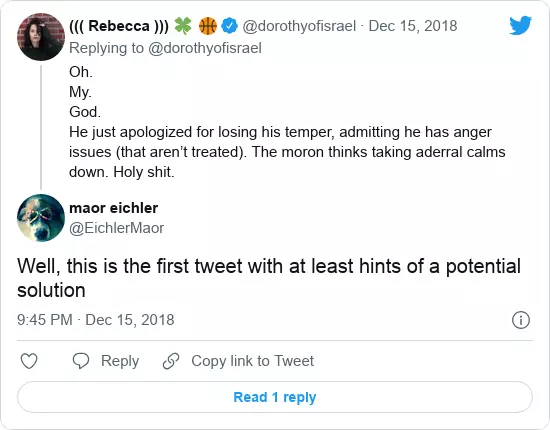 ((( Rebecca ))) 🍀 🏀 @dorothyofisrael · Dec 15, 2018
Replying to @dorothyofisrael
Oh.
My.
God.
He just apologized for losing his temper, admitting he has anger
issues (that aren’t treated). The moron thinks taking aderral calms
down. Holy shit.
maor eichler
@EichlerMaor
Well, this is the first tweet with at least hints of a potential
solution
9:45 PM · Dec 15, 2018
Reply
Copy link to Tweet
Read 1 reply